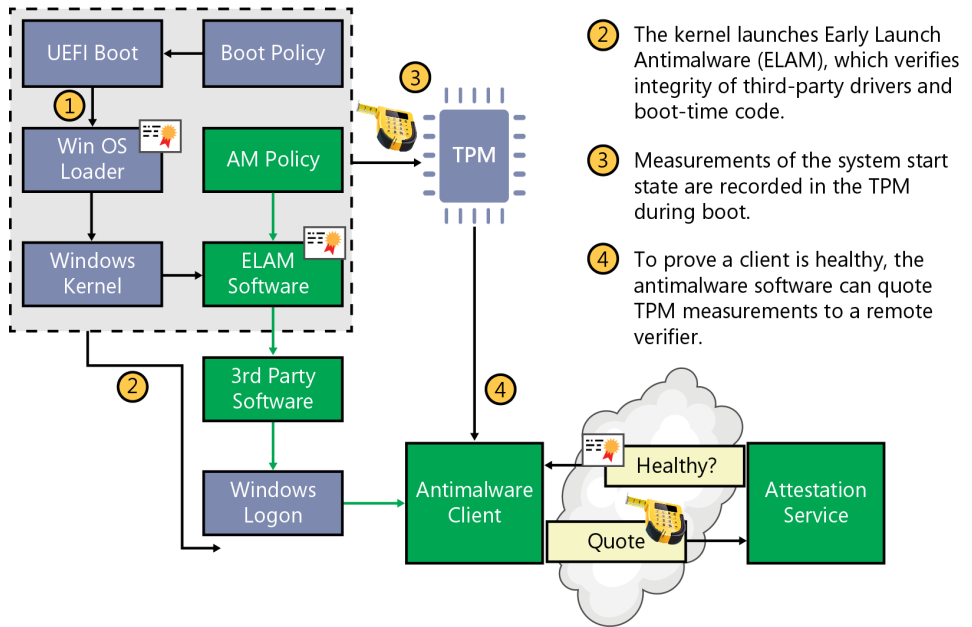 UEFI Boot
Boot Policy
1
Win OS
Loader
AM Policy
Windows
Kernel
ELAM
Software
3
TPM
2
3rd Party
Software
Windows
Logon
4
Antimalware
Client
Healthy?
Quote
Attestation
Service
2
The kernel launches Early Launch
Antimalware (ELAM), which verifies
integrity of third-party drivers and
boot-time code.
3
Measurements of the system start
state are recorded in the TPM
during boot.
4
To prove a client is healthy, the
antimalware software can quote
TPM measurements to a remote
verifier.